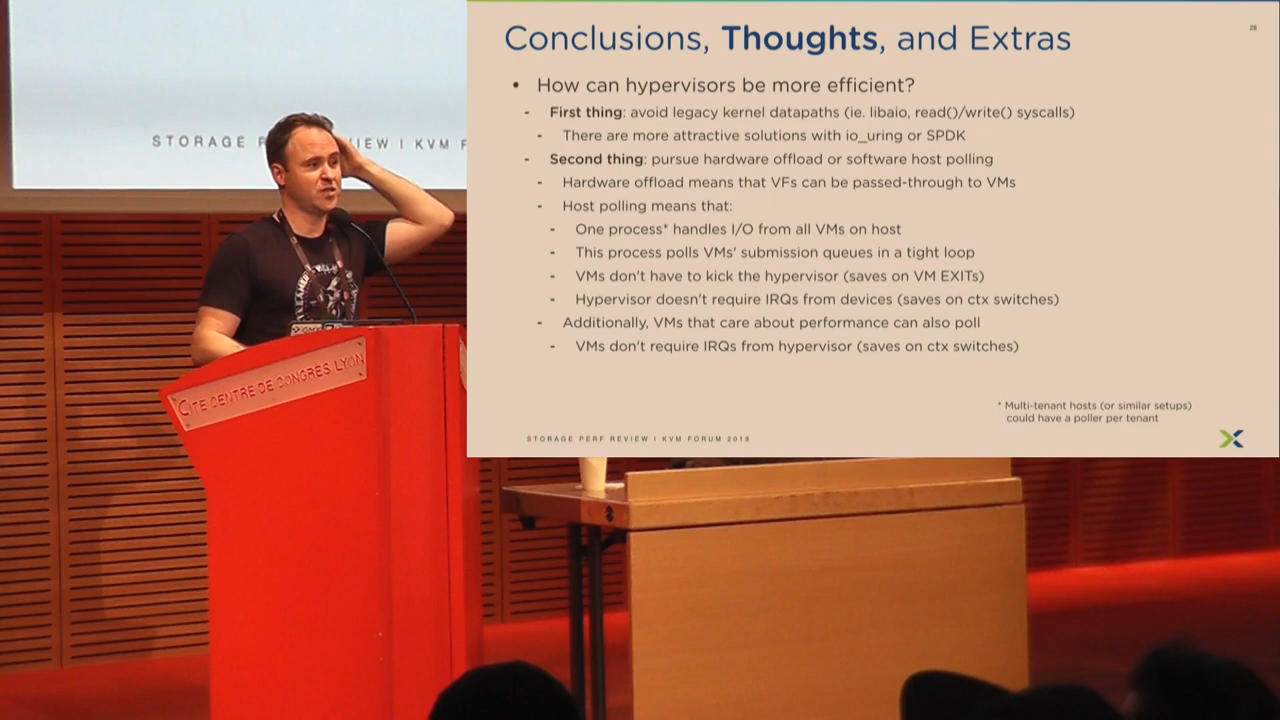 Conclusions, Thoughts, and Extras
28
• How can hypervisors be more efficient?
- First thing: avoid legacy kernel datapaths (ie. libaio, read()/write() syscalls)
- There are more attractive solutions with io_uring or SPDK
- Second thing: pursue hardware offload or software host polling
- Hardware offload means that VFs can be passed-through to VMs
- Host polling means that:
- One process* handles I/O from all VMs on host
- This process polls VMs' submission queues in a tight loop
- VMs don't have to kick the hypervisor (saves on VM EXITs)
- Hypervisor doesn't require IRQs from devices (saves on ctx switches)
- Additionally, VMs that care about performance can also poll
- VMs don't require IRQs from hypervisor (saves on ctx switches)
* Multi-tenant hosts (or similar setups)
could have a poller per tenant
STORAGE PERF REVIEW | KVM FORUM 2019
STORAGE P IEW | KVM F
CITE CENTRE DE CONGRES LYON